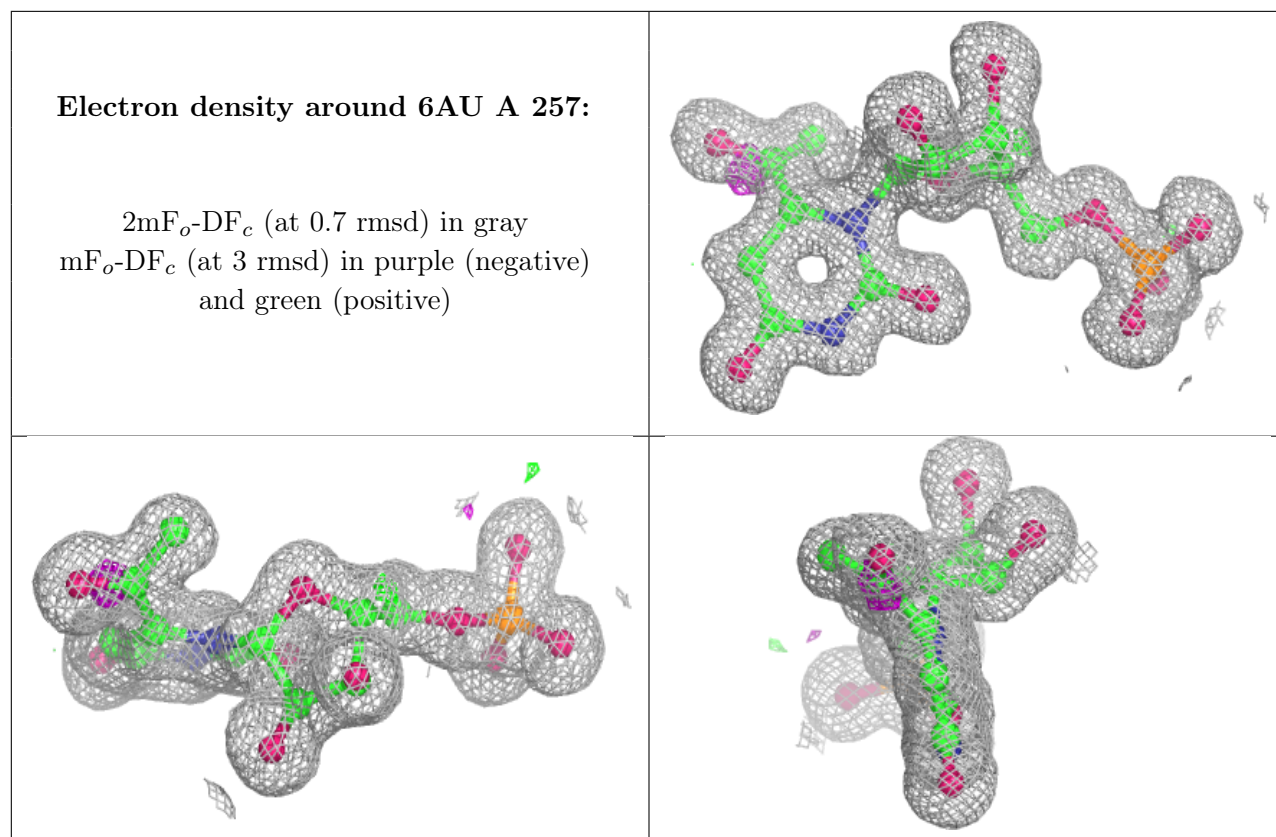 Electron density around 6AU A 257:
2mFo-DFc (at 0.7 rmsd) in gray
mFo-DFc (at 3 rmsd) in purple (negative)
and green (positive)